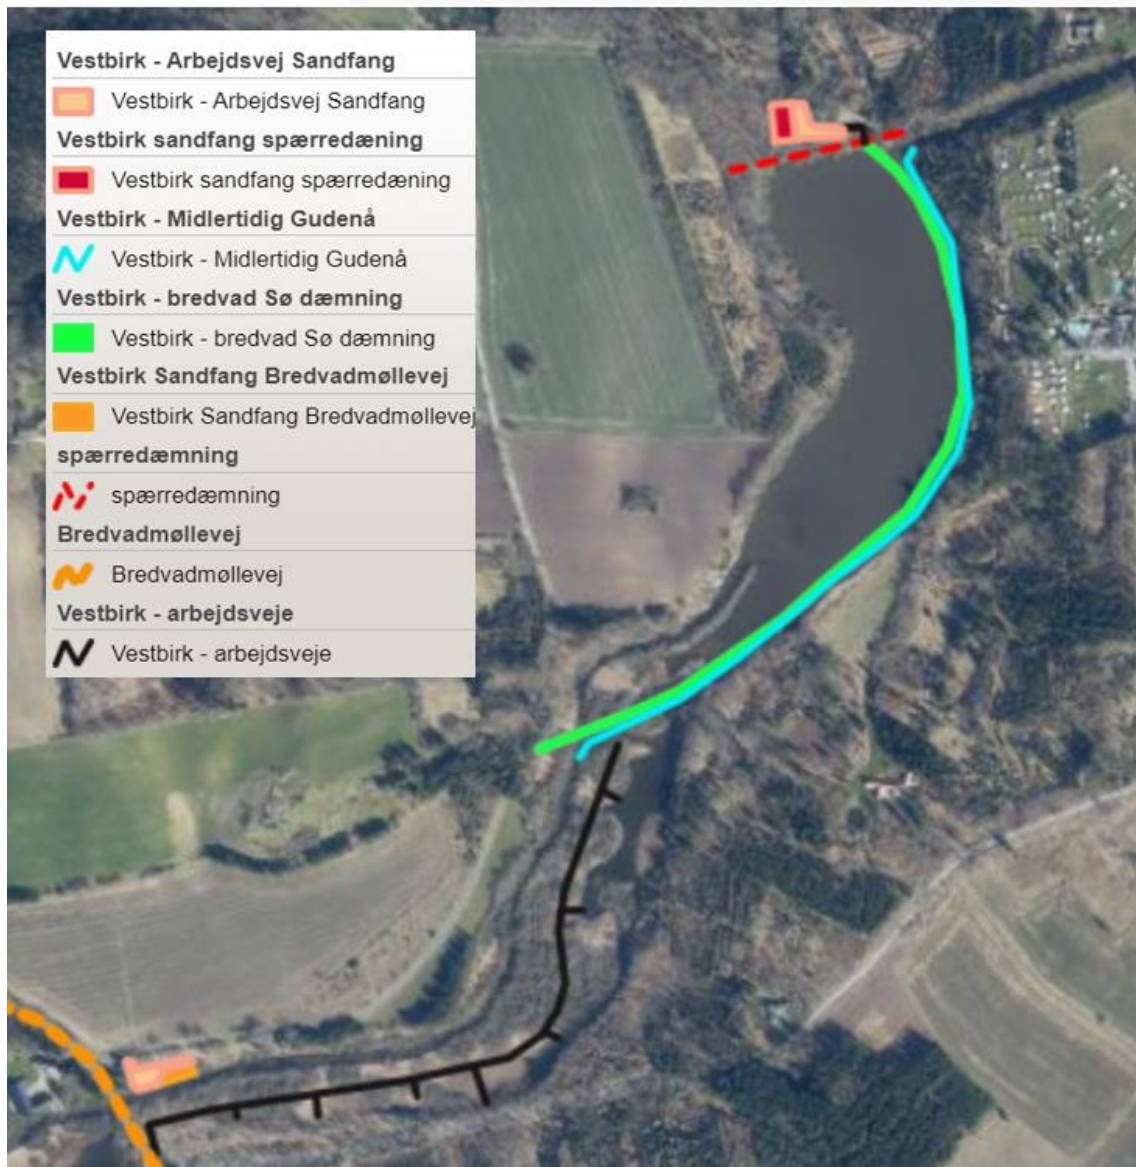 Vestbirk - Arbejdsvej Sandfang
Vestbirk - Arbejdsvej Sandfang
Vestbirk sandfang spærredæning
Vestbirk sandfang spærredæning
Vestbirk - Midlertidig Gudenå
Vestbirk - Midlertidig Gudenå
Vestbirk - bredvad Sø dæmning
Vestbirk - bredvad Sø dæmning
Vestbirk Sandfang Bredvadmøllevej
Vestbirk Sandfang Bredvadmøllevej
spærredæmning
spærredæmning
Bredvadmøllevej
Bredvadmøllevej
Vestbirk - arbejdsveje
Vestbirk - arbejdsveje